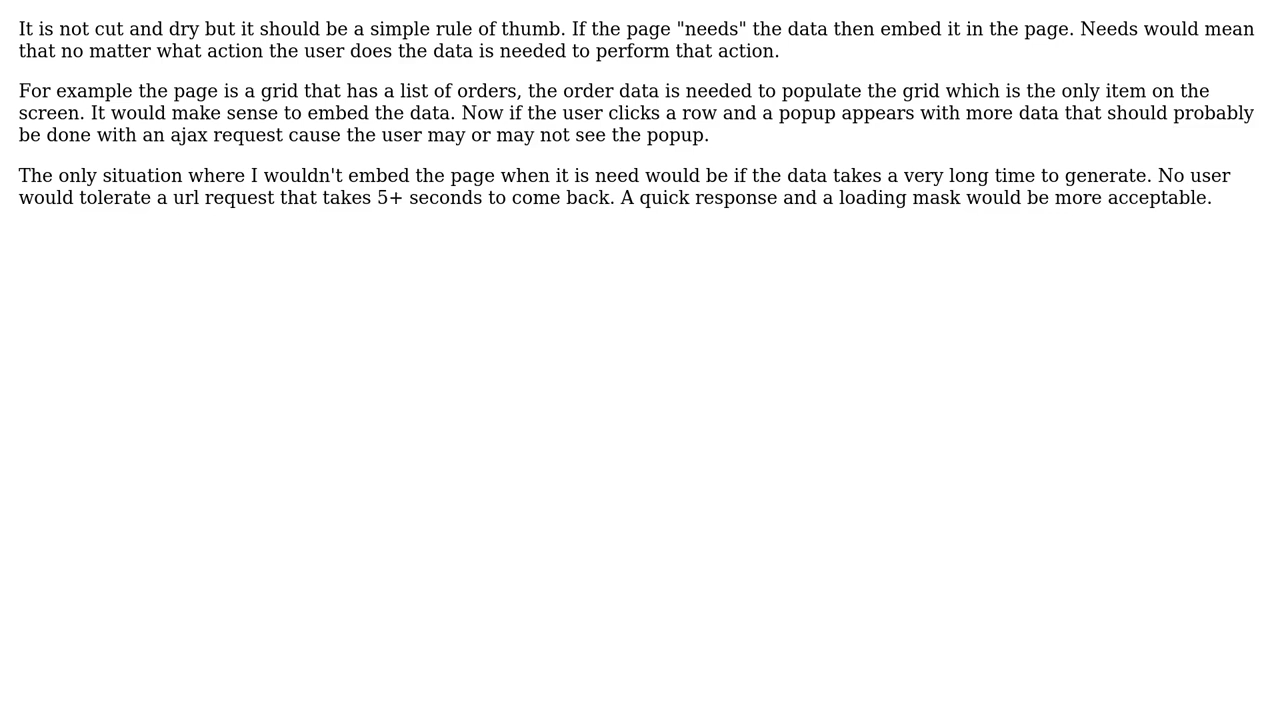 It is not cut and dry but it should be a simple rule of thumb. If the page "needs" the data then embed it in the page. Needs would mean
that no matter what action the user does the data is needed to perform that action.
For example the page is a grid that has a list of orders, the order data is needed to populate the grid which is the only item on the
screen. It would make sense to embed the data. Now if the user clicks a row and a popup appears with more data that should probably
be done with an ajax request cause the user may or may not see the popup.
The only situation where I wouldn't embed the page when it is need would be if the data takes a very long time to generate. No user
would tolerate a url request that takes 5+ seconds to come back. A quick response and a loading mask would be more acceptable.